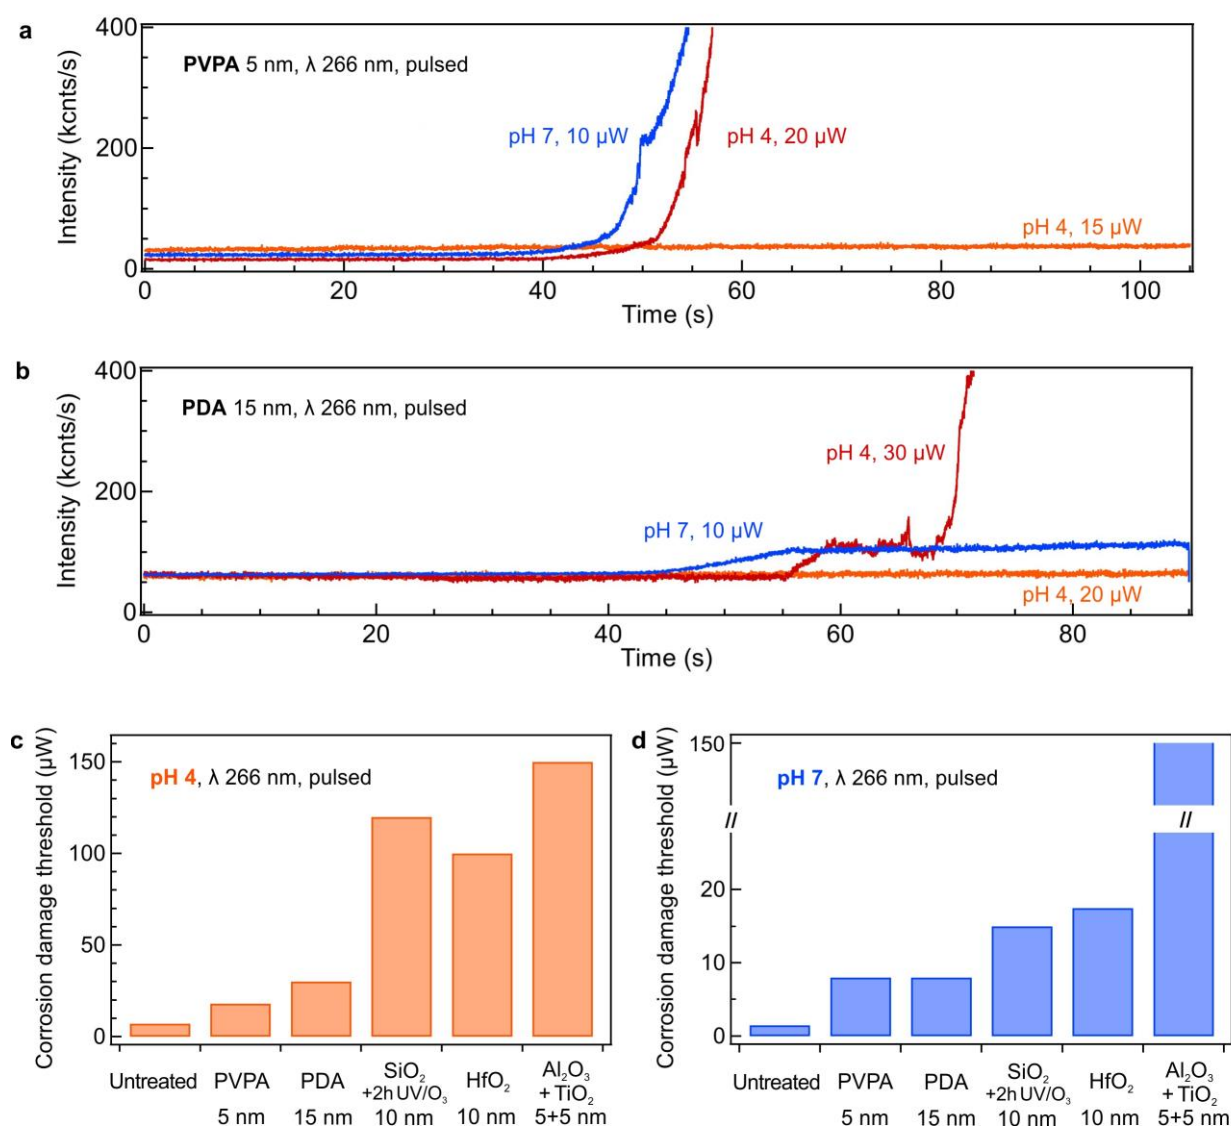 a
PVPA 5 nm, λ 266 nm, pulsed
Intensity (kcnts/s)
400
200
0
pH 7, 10 µW
pH 4, 20 µW
pH 4, 15 µW
0 20 40 60 80 100
Time (s)
b
PDA 15 nm, λ 266 nm, pulsed
Intensity (kcnts/s)
400
200
0
pH 4, 30 µW
pH 7, 10 µW
pH 4, 20 µW
0 20 40 60 80
Time (s)
c
pH 4, λ 266 nm, pulsed
Corrosion damage threshold (µW)
150
100
50
0
Untreated
PVPA
5 nm
PDA
15 nm
SiO₂
+2h UV/O₃
10 nm
HfO₂
10 nm
Al₂O₃
+ TiO₂
5+5 nm
d
pH 7, λ 266 nm, pulsed
Corrosion damage threshold (µW)
150
//
//
20
10
0
Untreated
PVPA
5 nm
PDA
15 nm
SiO₂
+2h UV/O₃
10 nm
HfO₂
10 nm
Al₂O₃
+ TiO₂
5+5 nm